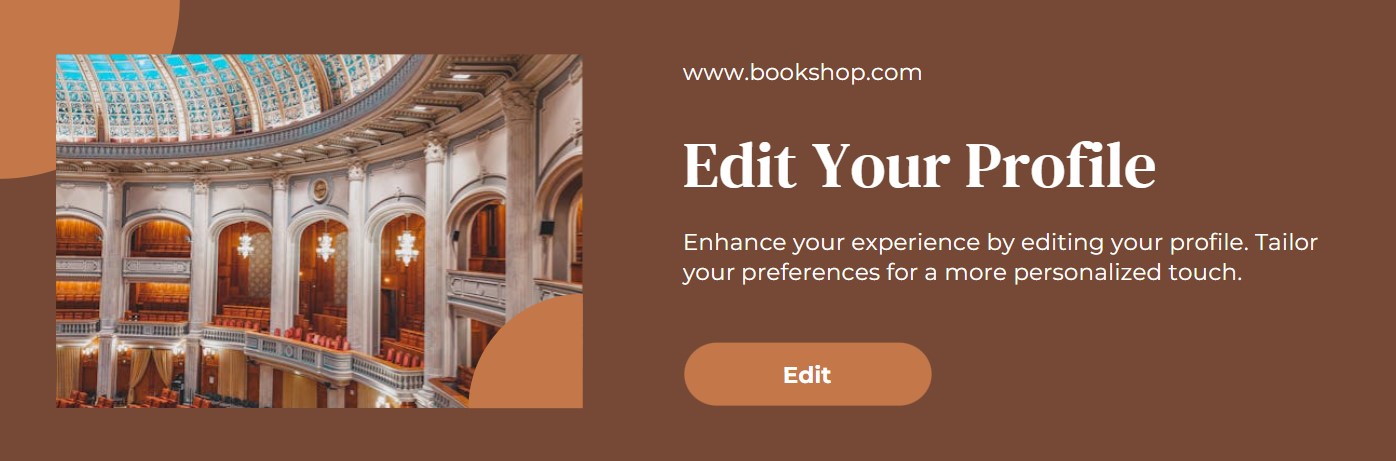 www.bookshop.com
Edit Your Profile
Enhance your experience by editing your profile. Tailor
your preferences for a more personalized touch.
Edit